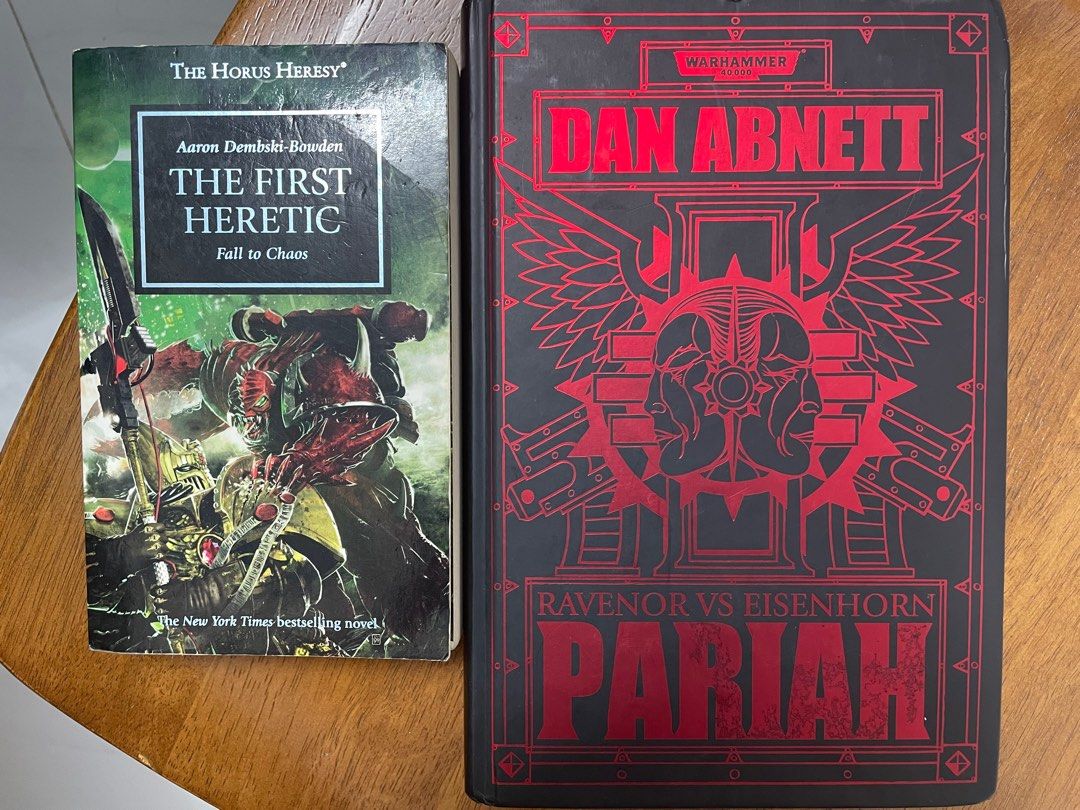 THE HORUS HERESY®
Aaron Dembski-Bowden
THE FIRST
HERETIC
Fall to Chaos
The New York Times bestselling novel
WARHAMMER
40,000
DAN ABNETT
RAVENOR VS EISENHORN
PARIAH